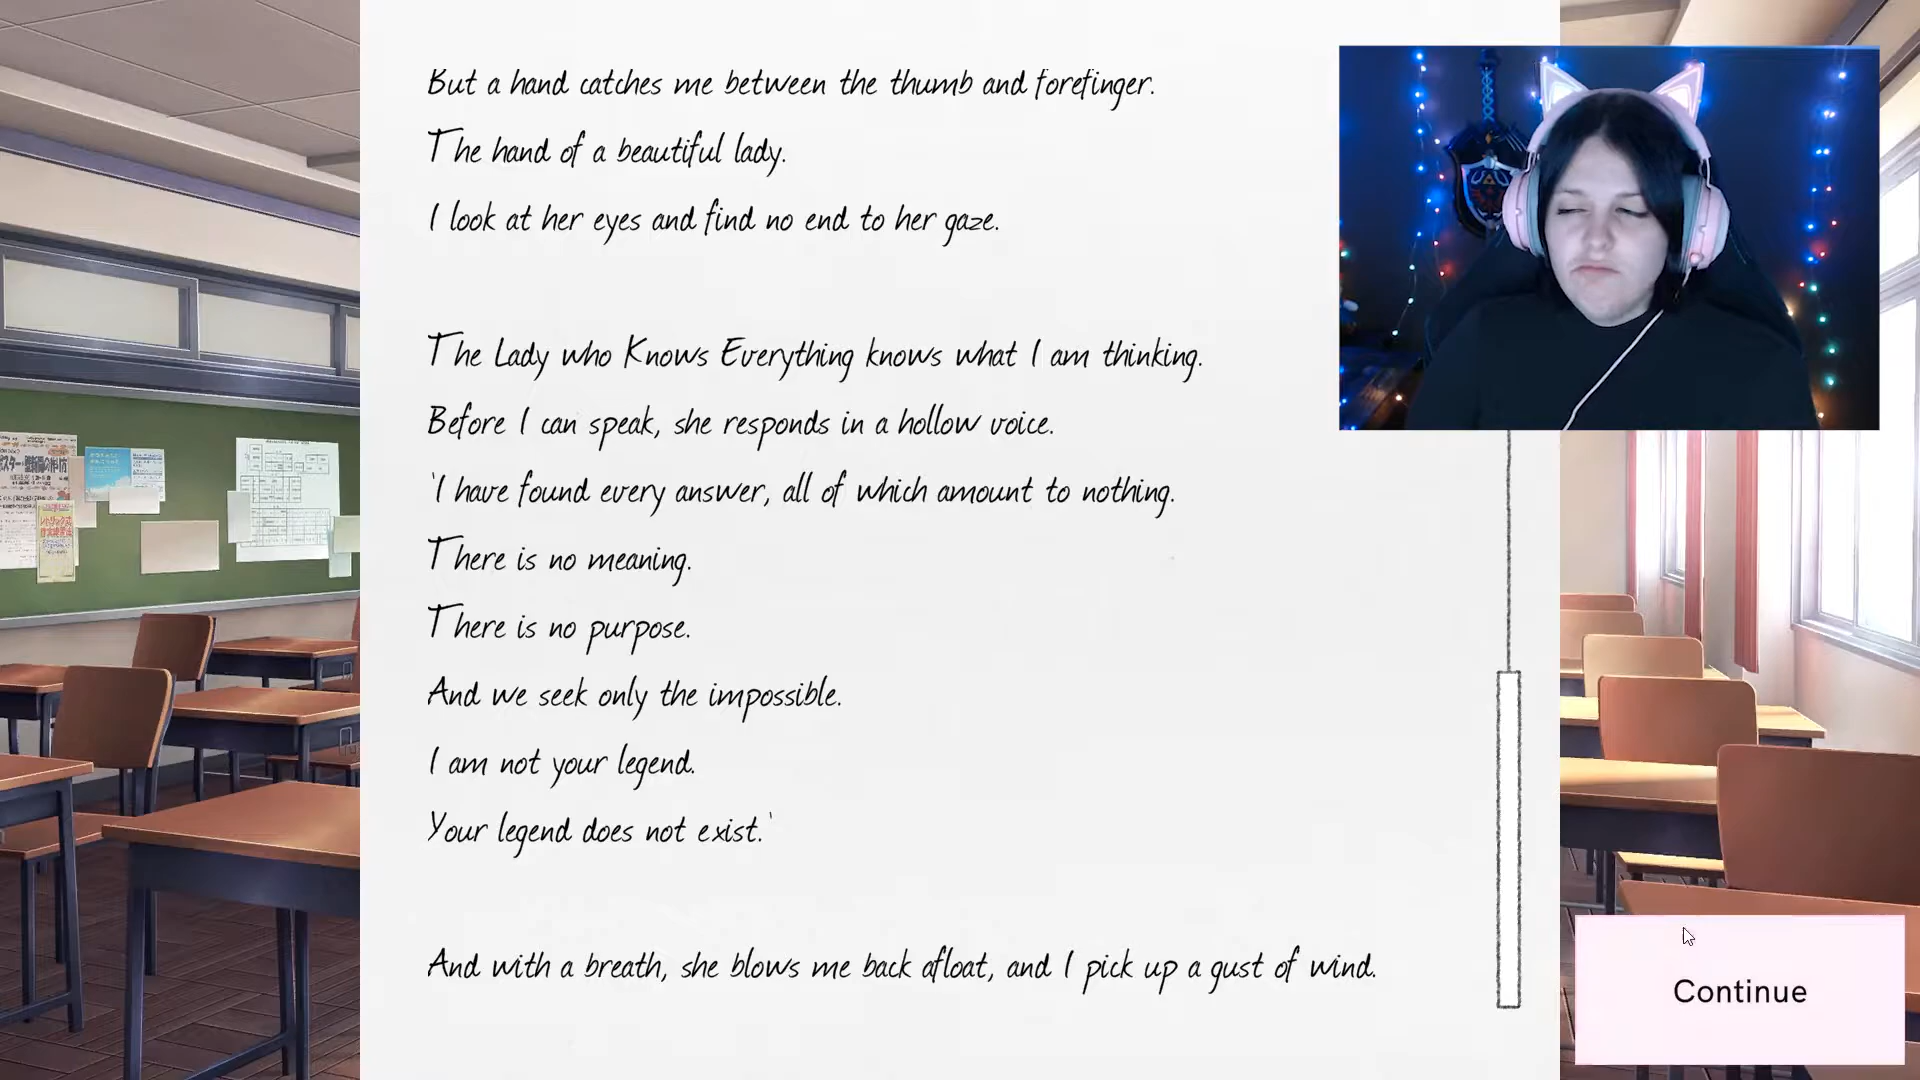 But a hand catches me between the thumb and forefinger.
The hand of a beautiful lady.
I look at her eyes and find no end to her gaze.
The Lady who Knows Everything knows what I am thinking.
Before I can speak, she responds in a hollow voice.
'I have found every answer, all of which amount to nothing.
There is no meaning.
There is no purpose.
And we seek only the impossible.
I am not your legend.
Your legend does not exist.'
And with a breath, she blows me back afloat, and I pick up a gust of wind.
Continue